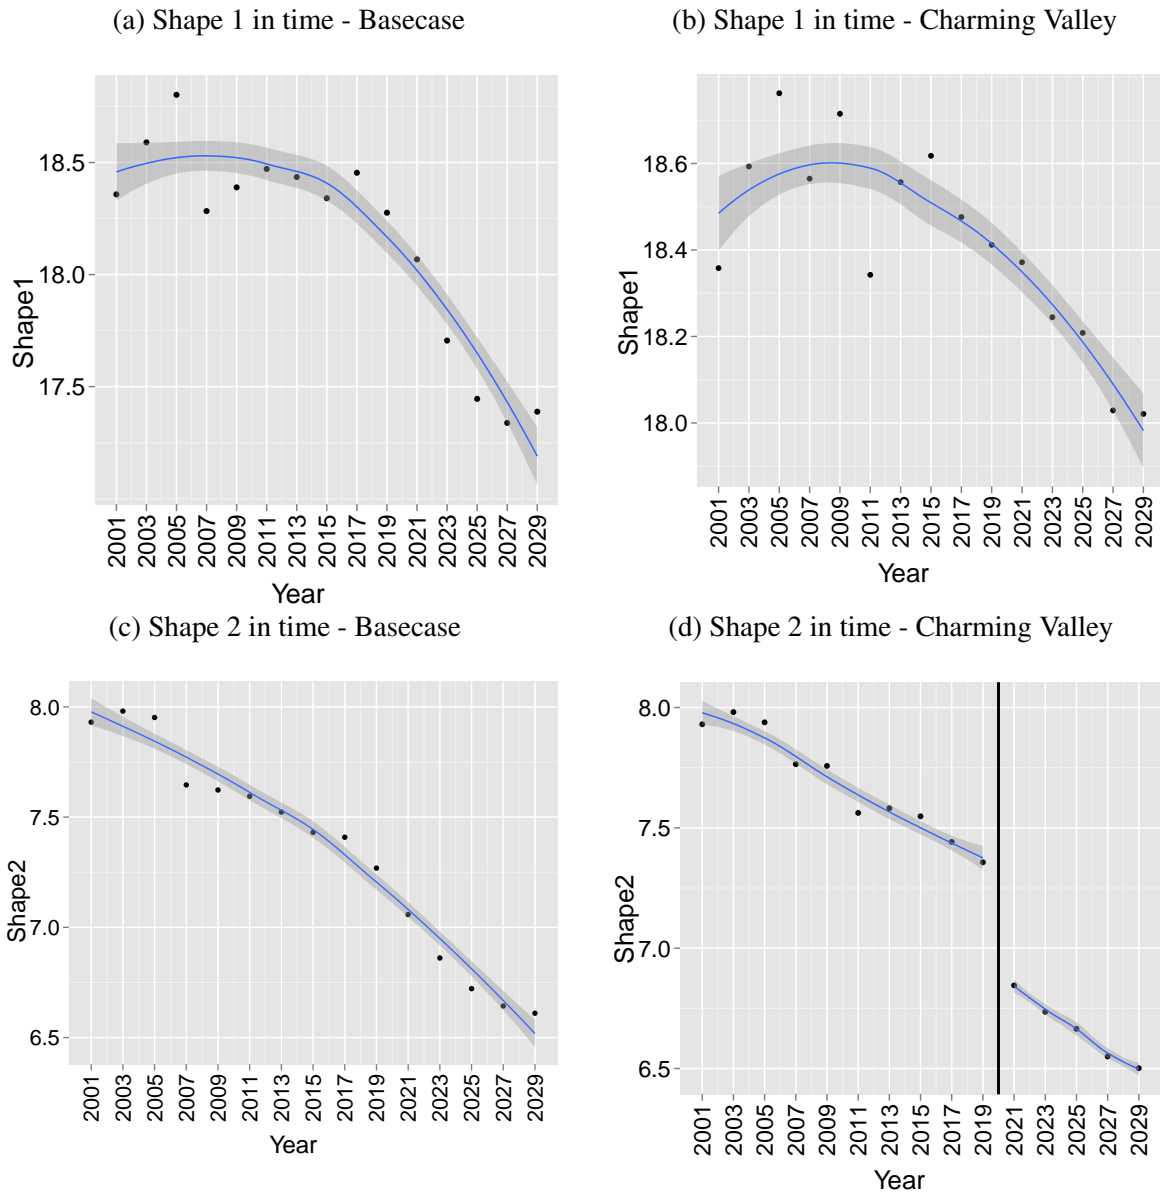 (a) Shape 1 in time - Basecase
Shape1
18.5
18.0
17.5
2001 2003 2005 2007 2009 2011 2013 2015 2017 2019 2021 2023 2025 2027 2029
Year
(b) Shape 1 in time - Charming Valley
Shape1
18.6
18.4
18.2
18.0
2001 2003 2005 2007 2009 2011 2013 2015 2017 2019 2021 2023 2025 2027 2029
Year
(c) Shape 2 in time - Basecase
Shape2
8.0
7.5
7.0
6.5
2001 2003 2005 2007 2009 2011 2013 2015 2017 2019 2021 2023 2025 2027 2029
Year
(d) Shape 2 in time - Charming Valley
Shape2
8.0
7.5
7.0
6.5
2001 2003 2005 2007 2009 2011 2013 2015 2017 2019 2021 2023 2025 2027 2029
Year